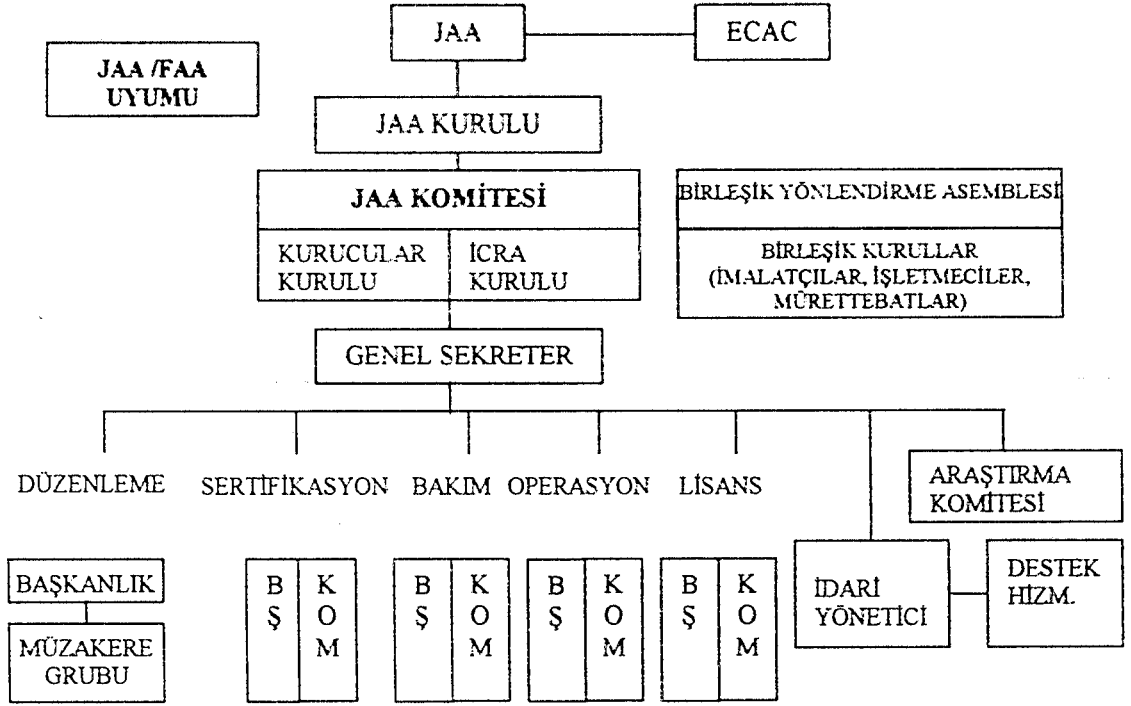 JAA
ECAC
JAA /FAA
UYUMU
JAA KURULU
JAA KOMİTESİ
KURUCULAR
KURULU
İCRA
KURULU
BİRLEŞİK YÖNLENDİRME ASEMBLESİ
BİRLEŞİK KURULLAR
(İMALATÇILAR, İŞLETMECİLER,
MÜRETTEBATLAR)
GENEL SEKRETER
DÜZENLEME
SERTİFİKASYON
BAKIM
OPERASYON
LİSANS
ARAŞTIRMA
KOMİTESİ
BAŞKANLIK
MÜZAKERE
GRUBU
B
Ş
K
O
M
B
Ş
K
O
M
B
Ş
K
O
M
B
Ş
K
O
M
İDARİ
YÖNETİCİ
DESTEK
HİZM.